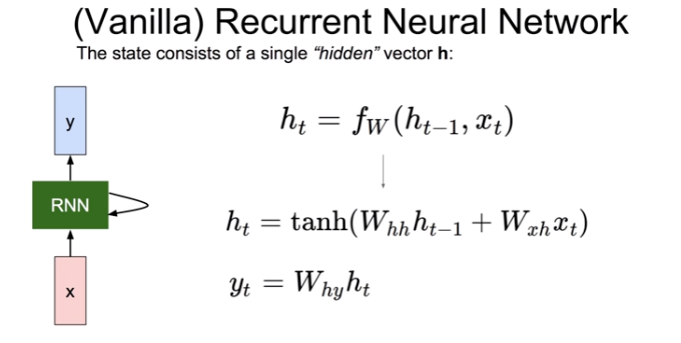 (Vanilla) Recurrent Neural Network
The state consists of a single “hidden” vector h:
y
RNN
x
h_t = f_W(h_{t-1}, x_t)
h_t = tanh(W_{hh}h_{t-1} + W_{xh}x_t)
y_t = W_{hy}h_t